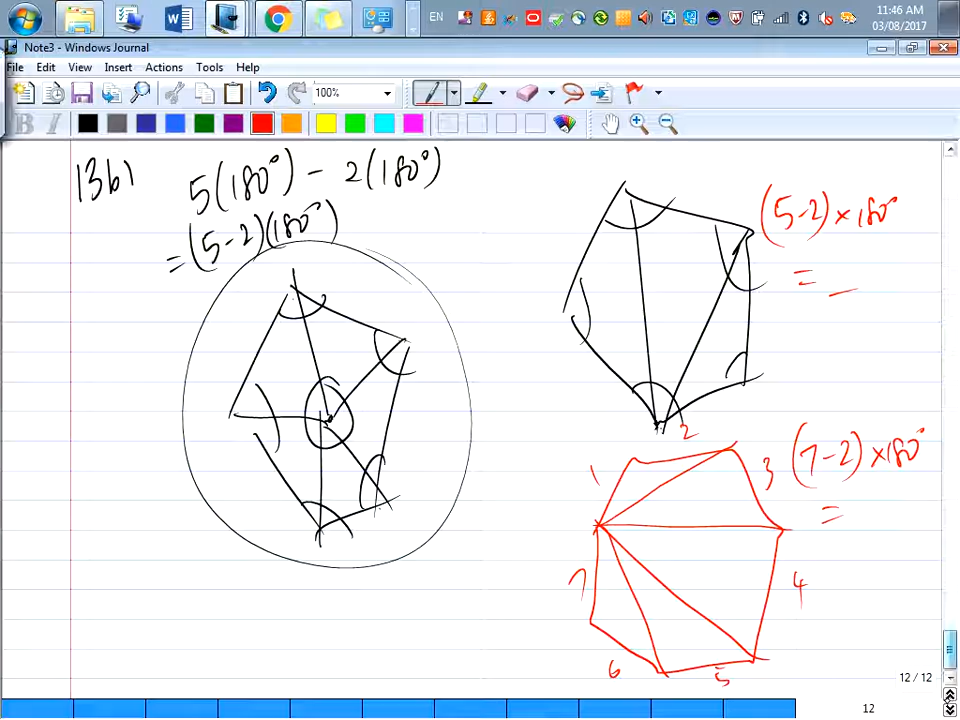 EN
11:46 AM
03/08/2017
Note3 - Windows Journal
File Edit View Insert Actions Tools Help
100%
B I
13b)
5(180°) - 2(180°)
= (5-2)(180°)
(5-2)×180°
=
1
2
3
4
5
6
7
(7-2)×180°
=
12 / 12
12